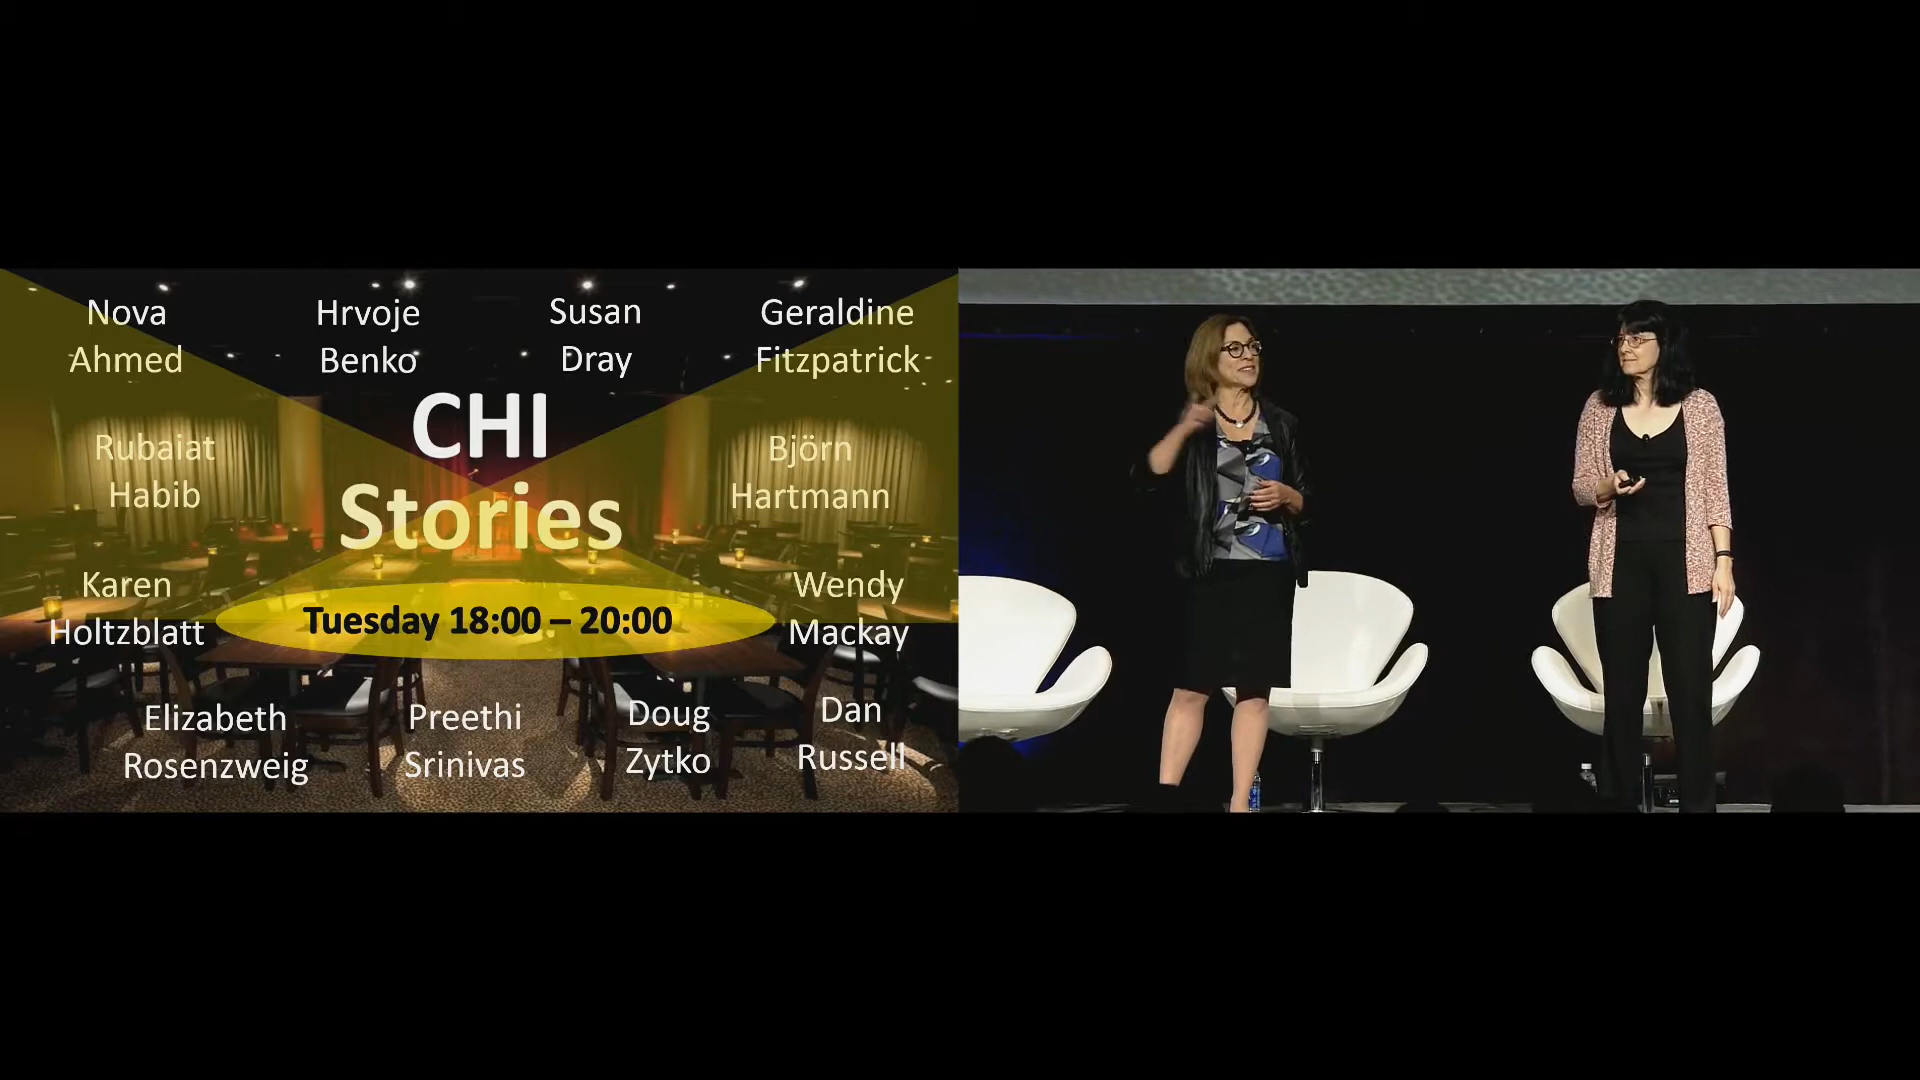 Nova
Ahmed
Hrvoje
Benko
Susan
Dray
Geraldine
Fitzpatrick
CHI
Stories
Rubaiat
Habib
Björn
Hartmann
Karen
Holtzblatt
Tuesday 18:00 – 20:00
Wendy
Mackay
Elizabeth
Rosenzweig
Preethi
Srinivas
Doug
Zytko
Dan
Russell